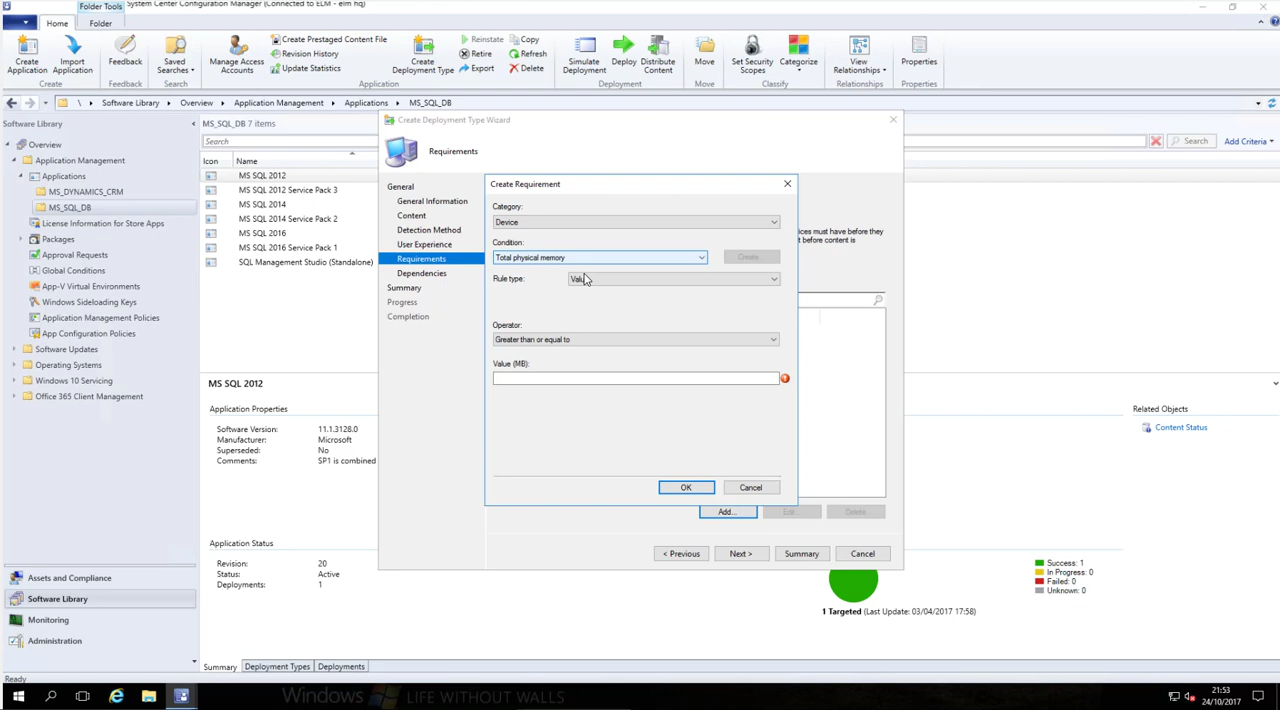 Folder Tools
System Center Configuration Manager (Connected to ELM - elm hq)
Home
Folder
Create Application
Import Application
Create
Feedback
Saved Searches
Search
Manage Access Accounts
Create Prestaged Content File
Revision History
Update Statistics
Application
Create Deployment Type
Reinstate
Retire
Export
Copy
Refresh
Delete
Simulate Deployment
Deploy
Distribute Content
Deployment
Move
Move
Set Security Scopes
Categorize
Classify
View Relationships
Relationships
Properties
Properties
\
Software Library
Overview
Application Management
Applications
MS_SQL_DB
Software Library
Overview
Application Management
Applications
MS_DYNAMICS_CRM
MS_SQL_DB
License Information for Store Apps
Packages
Approval Requests
Global Conditions
App-V Virtual Environments
Windows Sideloading Keys
Application Management Policies
App Configuration Policies
Software Updates
Operating Systems
Windows 10 Servicing
Office 365 Client Management
Assets and Compliance
Software Library
Monitoring
Administration
MS_SQL_DB 7 items
Search
Search
Add Criteria
Icon
Name
MS SQL 2012
MS SQL 2012 Service Pack 3
MS SQL 2014
MS SQL 2014 Service Pack 2
MS SQL 2016
MS SQL 2016 Service Pack 1
SQL Management Studio (Standalone)
MS SQL 2012
Application Properties
Software Version: 11.1.3128.0
Manufacturer: Microsoft
Superseded: No
Comments: SP1 is combined
Application Status
Revision: 20
Status: Active
Deployments: 1
Related Objects
Content Status
Success: 1
In Progress: 0
Failed: 0
Unknown: 0
1 Targeted (Last Update: 03/04/2017 17:58)
Summary
Deployment Types
Deployments
Create Deployment Type Wizard
Requirements
General
General Information
Content
Detection Method
User Experience
Requirements
Dependencies
Summary
Progress
Completion
ices must have before they
t before content is
Add...
Edit...
Delete
< Previous
Next >
Summary
Cancel
Create Requirement
Category:
Device
Condition:
Total physical memory
Create...
Rule type:
Value
Operator:
Greater than or equal to
Value (MB):
OK
Cancel
Ready
Windows
LIFE WITHOUT WALLS
21:53
24/10/2017